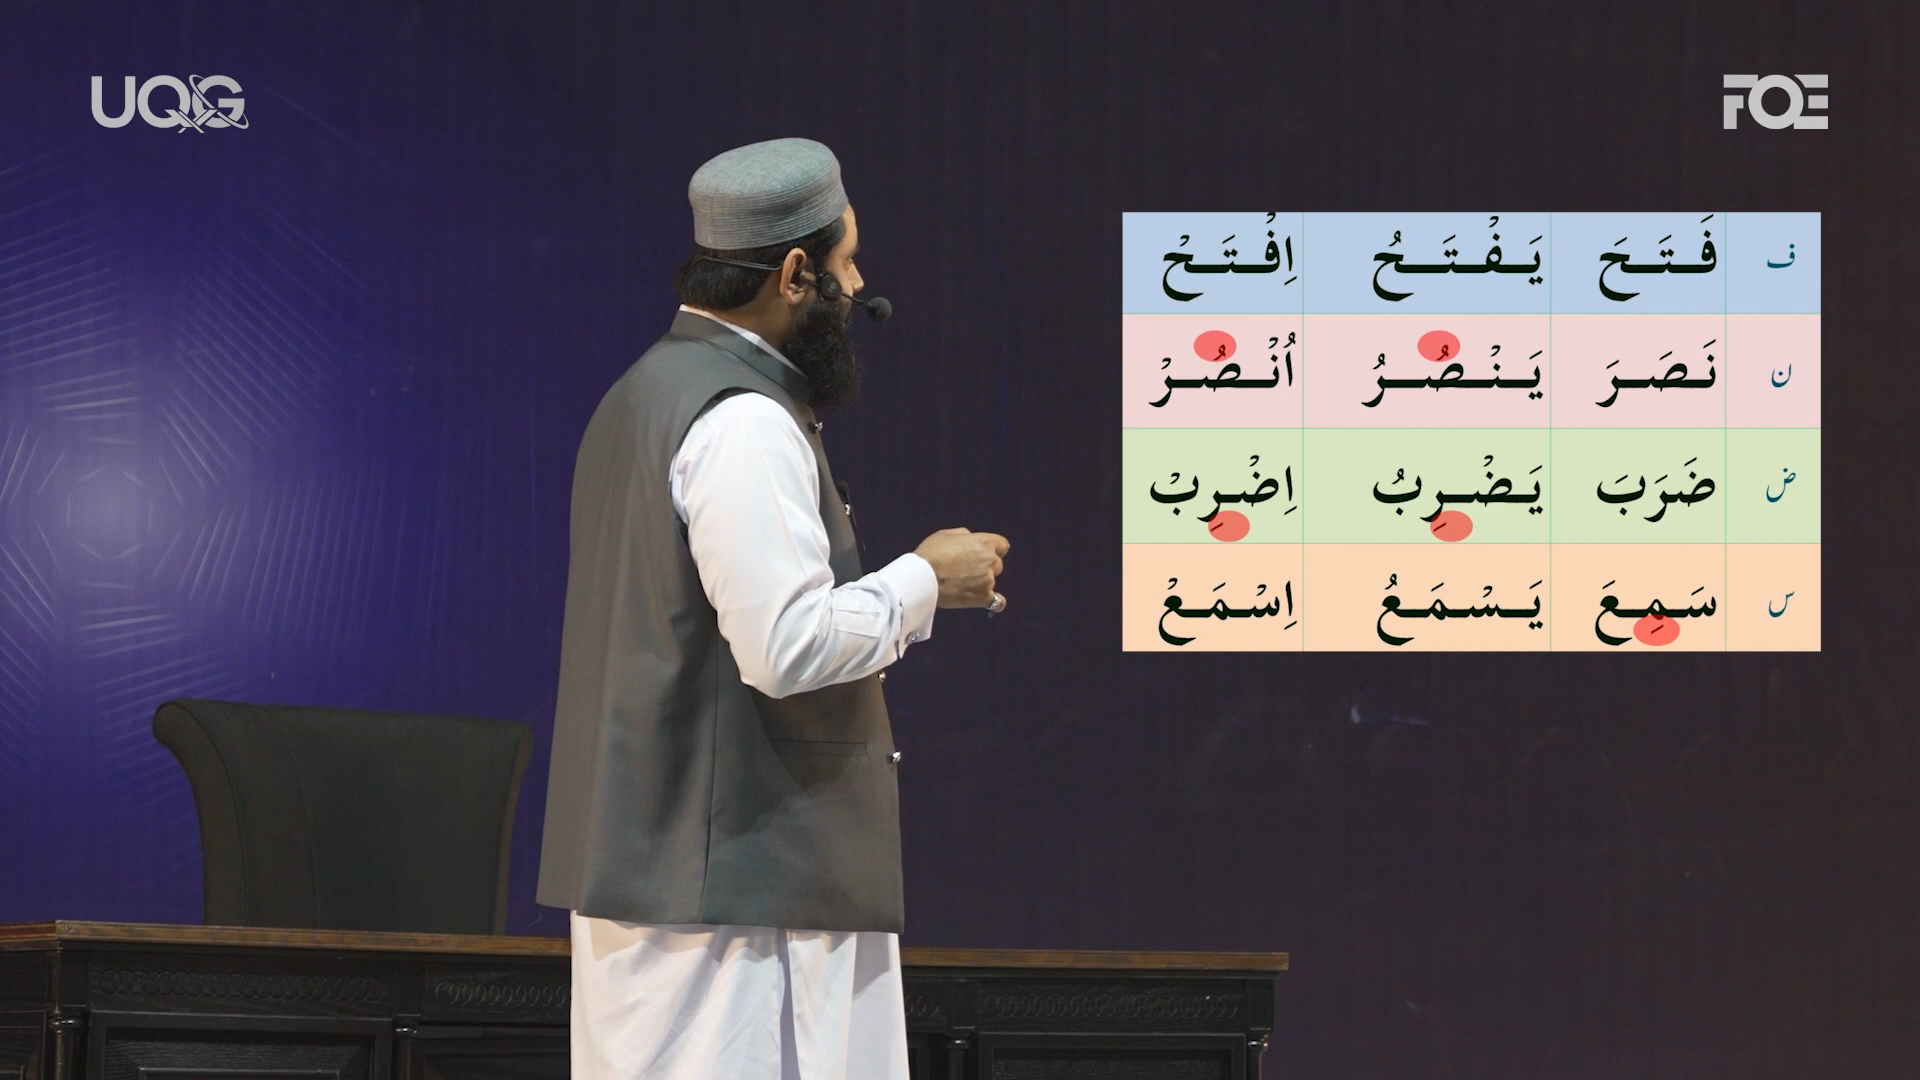 UQG
FOE
ف فَتَحَ يَفْتَحُ اِفْتَحْ
ن نَصَرَ يَنْصُرُ اُنْصُرْ
ض ضَرَبَ يَضْرِبُ اِضْرِبْ
س سَمِعَ يَسْمَعُ اِسْمَعْ